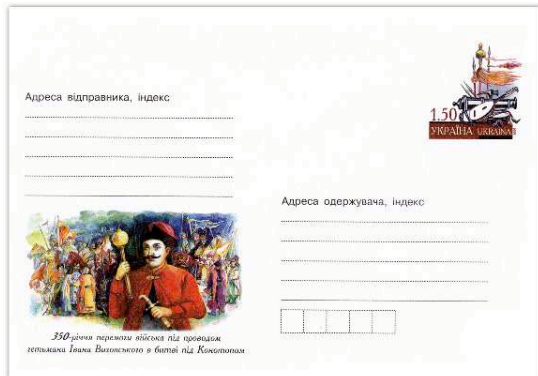 Адреса відправника, індекс
1.50
УКРАЇНА UKRAINA
Адреса одержувача, індекс
350-річчя перемоги війська під проводом
гетьмана Івана Виговського в битві під Конотопом